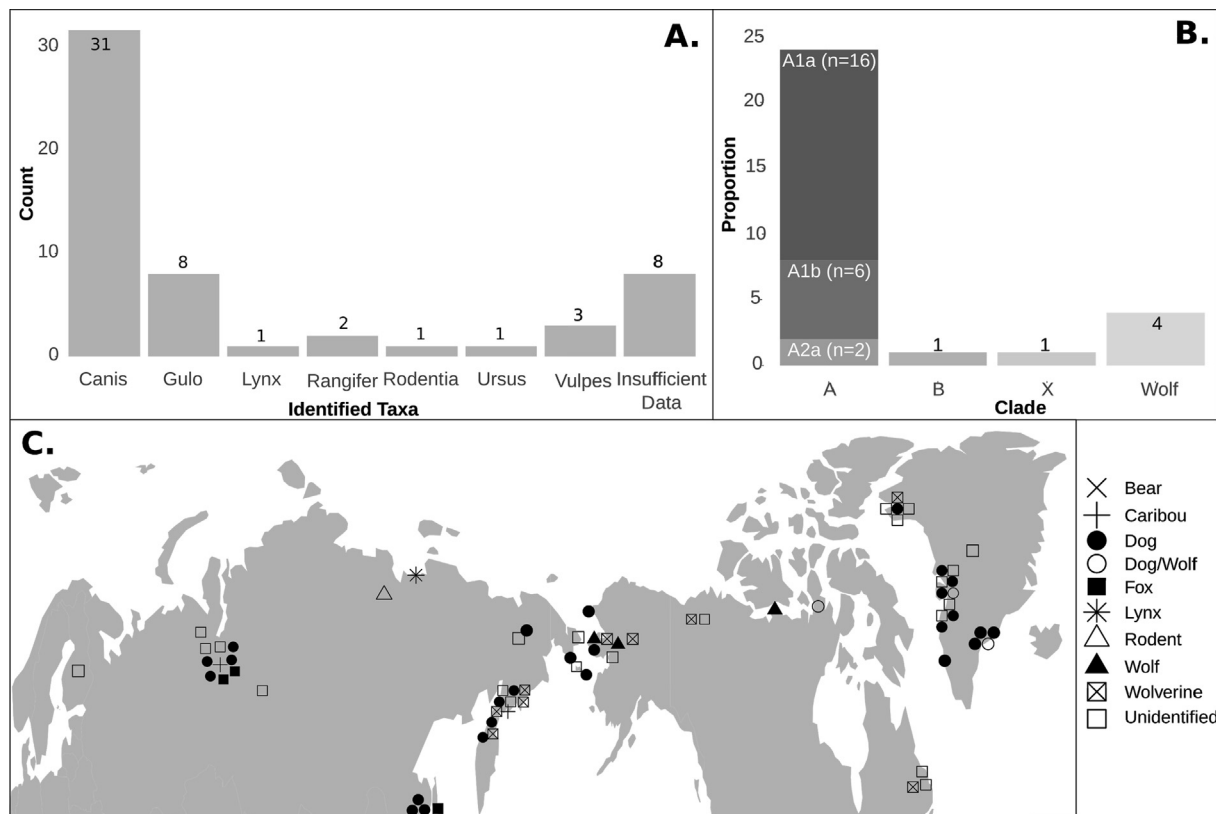 A.
Count
30
20
10
0
31
8
1
2
1
1
3
8
Canis
Gulo
Lynx
Rangifer
Rodentia
Ursus
Vulpes
Insufficient
Data
Identified Taxa
B.
Proportion
25
20
15
10
5
0
A1a (n=16)
A1b (n=6)
A2a (n=2)
1
1
4
A
B
X
Wolf
Clade
C.
Bear
Caribou
Dog
Dog/Wolf
Fox
Lynx
Rodent
Wolf
Wolverine
Unidentified